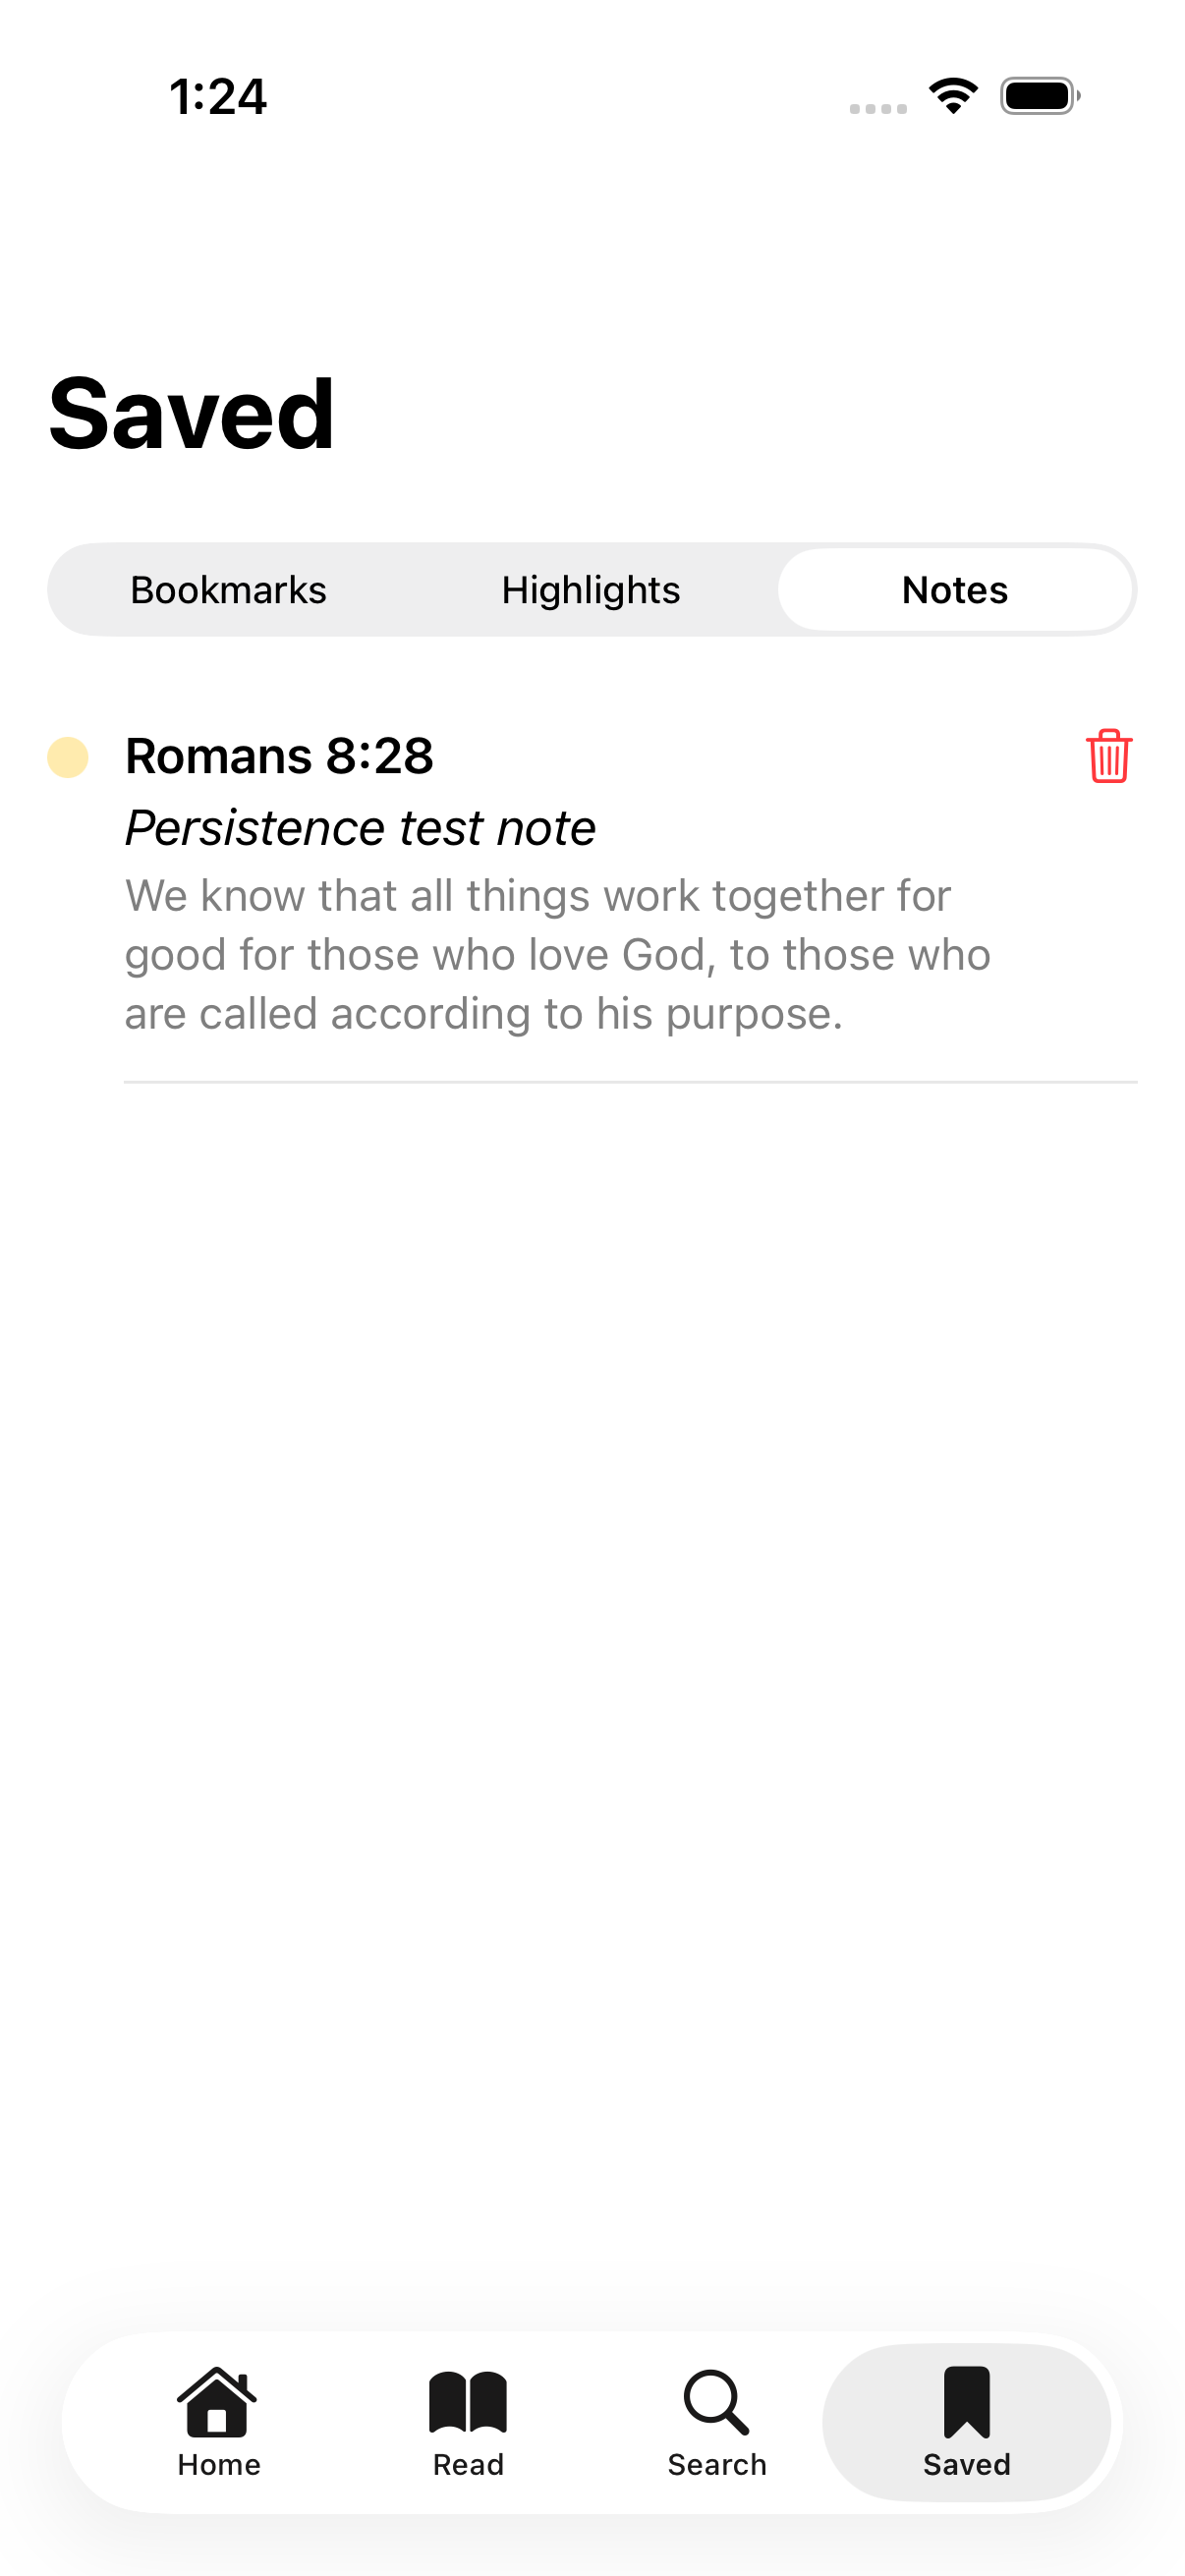 1:24
Saved
Bookmarks Highlights Notes
Romans 8:28
Persistence test note
We know that all things work together for
good for those who love God, to those who
are called according to his purpose.
Home Read Search Saved